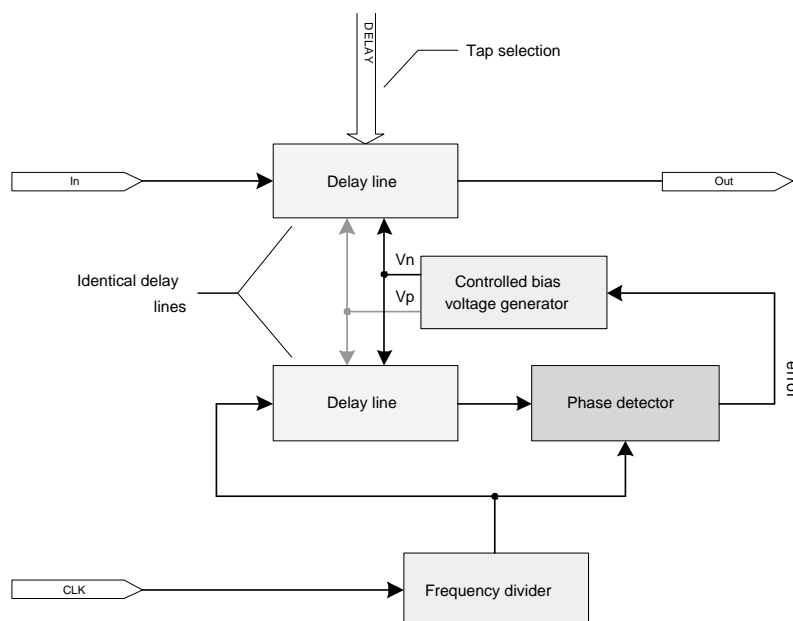 DELAY
Tap selection
In
Delay line
Out
Vn
Vp
Controlled bias
voltage generator
Identical delay
lines
error
Delay line
Phase detector
CLK
Frequency divider